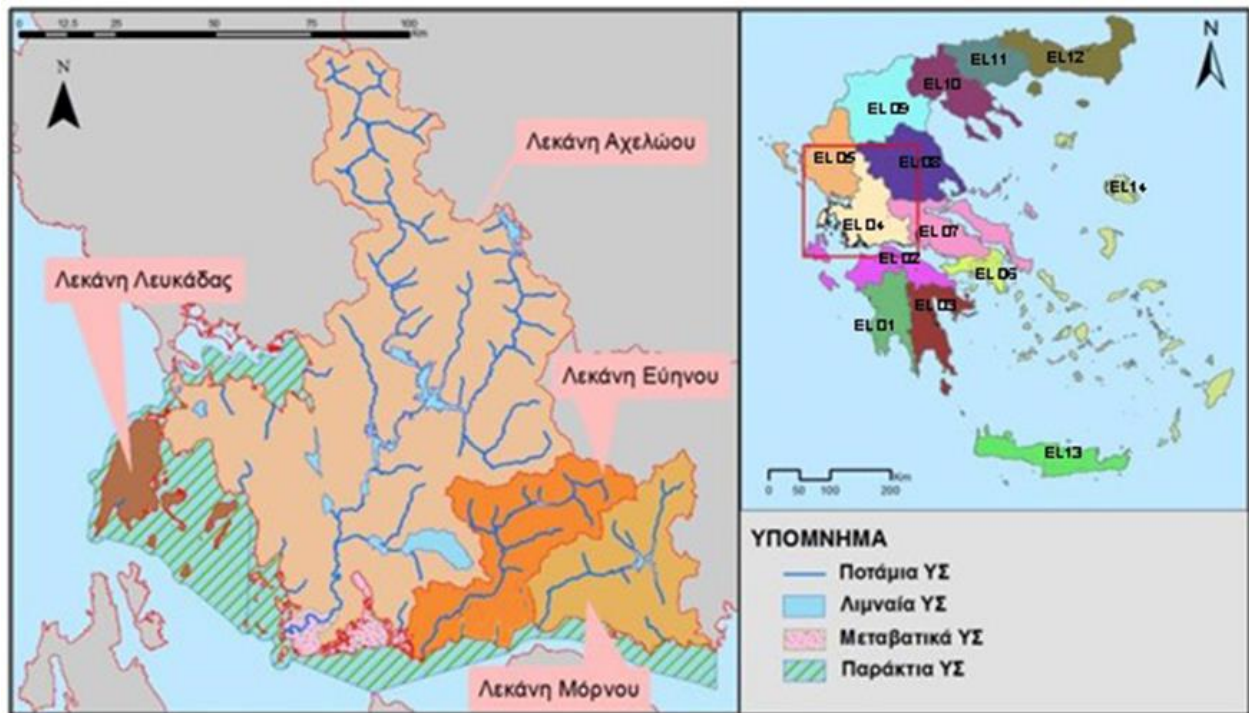 0 12,5 25 50 75 100
Km
N
Λεκάνη Αχελώου
Λεκάνη Λευκάδας
Λεκάνη Εύηνου
Λεκάνη Μόρνου
N
EL11
EL12
EL10
EL09
EL05
EL08
EL14
EL04
EL07
EL02
EL06
EL03
EL01
EL13
Km
0 50 100 200
ΥΠΟΜΝΗΜΑ
Ποτάμια ΥΣ
Λιμναία ΥΣ
Μεταβατικά ΥΣ
Παράκτια ΥΣ